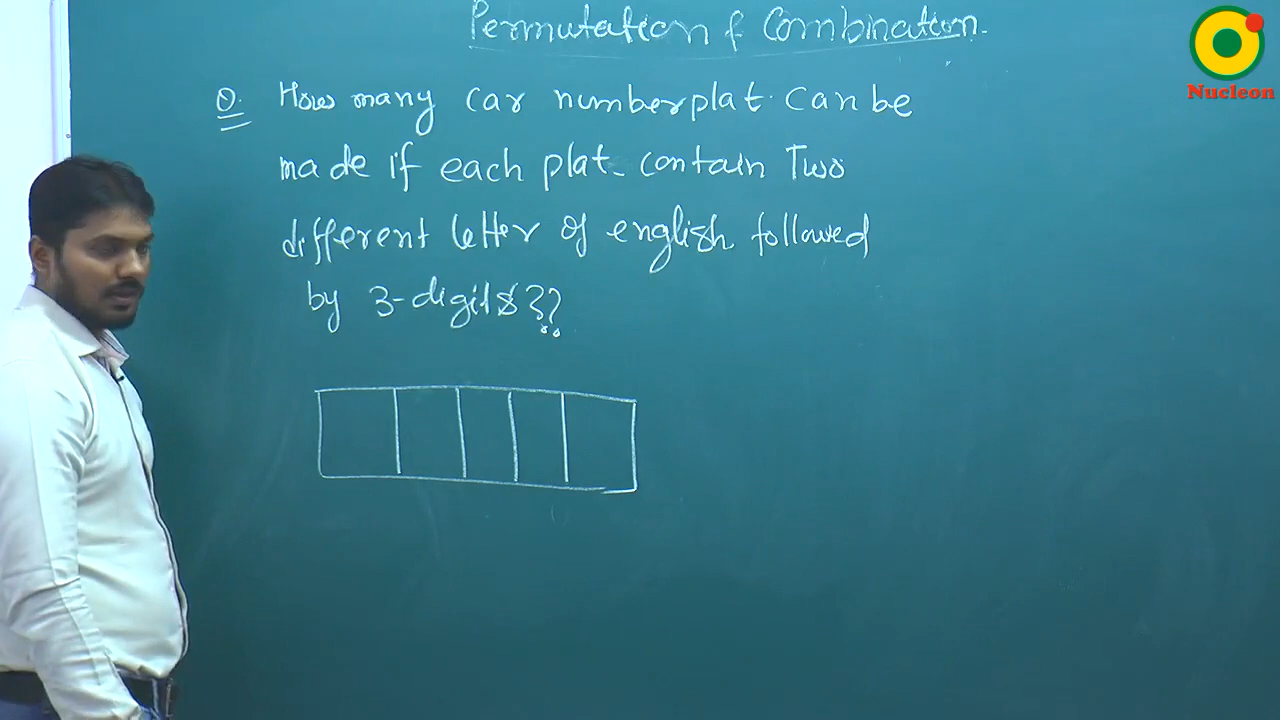 Permutation & Combination.
Nucleon
Q. How many car numberplat. can be
made if each plat. contain Two
different letter of english followed
by 3-digits??